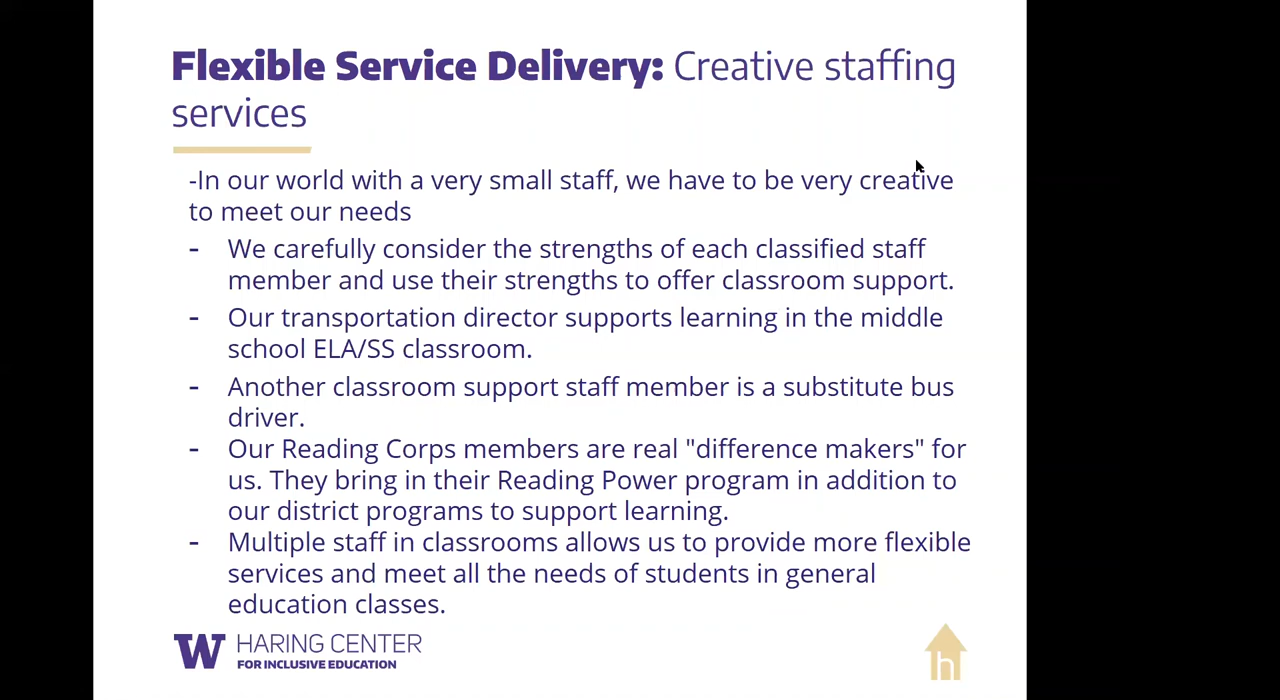 Flexible Service Delivery: Creative staffing
services
-In our world with a very small staff, we have to be very creative
to meet our needs
- We carefully consider the strengths of each classified staff
member and use their strengths to offer classroom support.
- Our transportation director supports learning in the middle
school ELA/SS classroom.
- Another classroom support staff member is a substitute bus
driver.
- Our Reading Corps members are real "difference makers" for
us. They bring in their Reading Power program in addition to
our district programs to support learning.
- Multiple staff in classrooms allows us to provide more flexible
services and meet all the needs of students in general
education classes.
W HARING CENTER
FOR INCLUSIVE EDUCATION
h